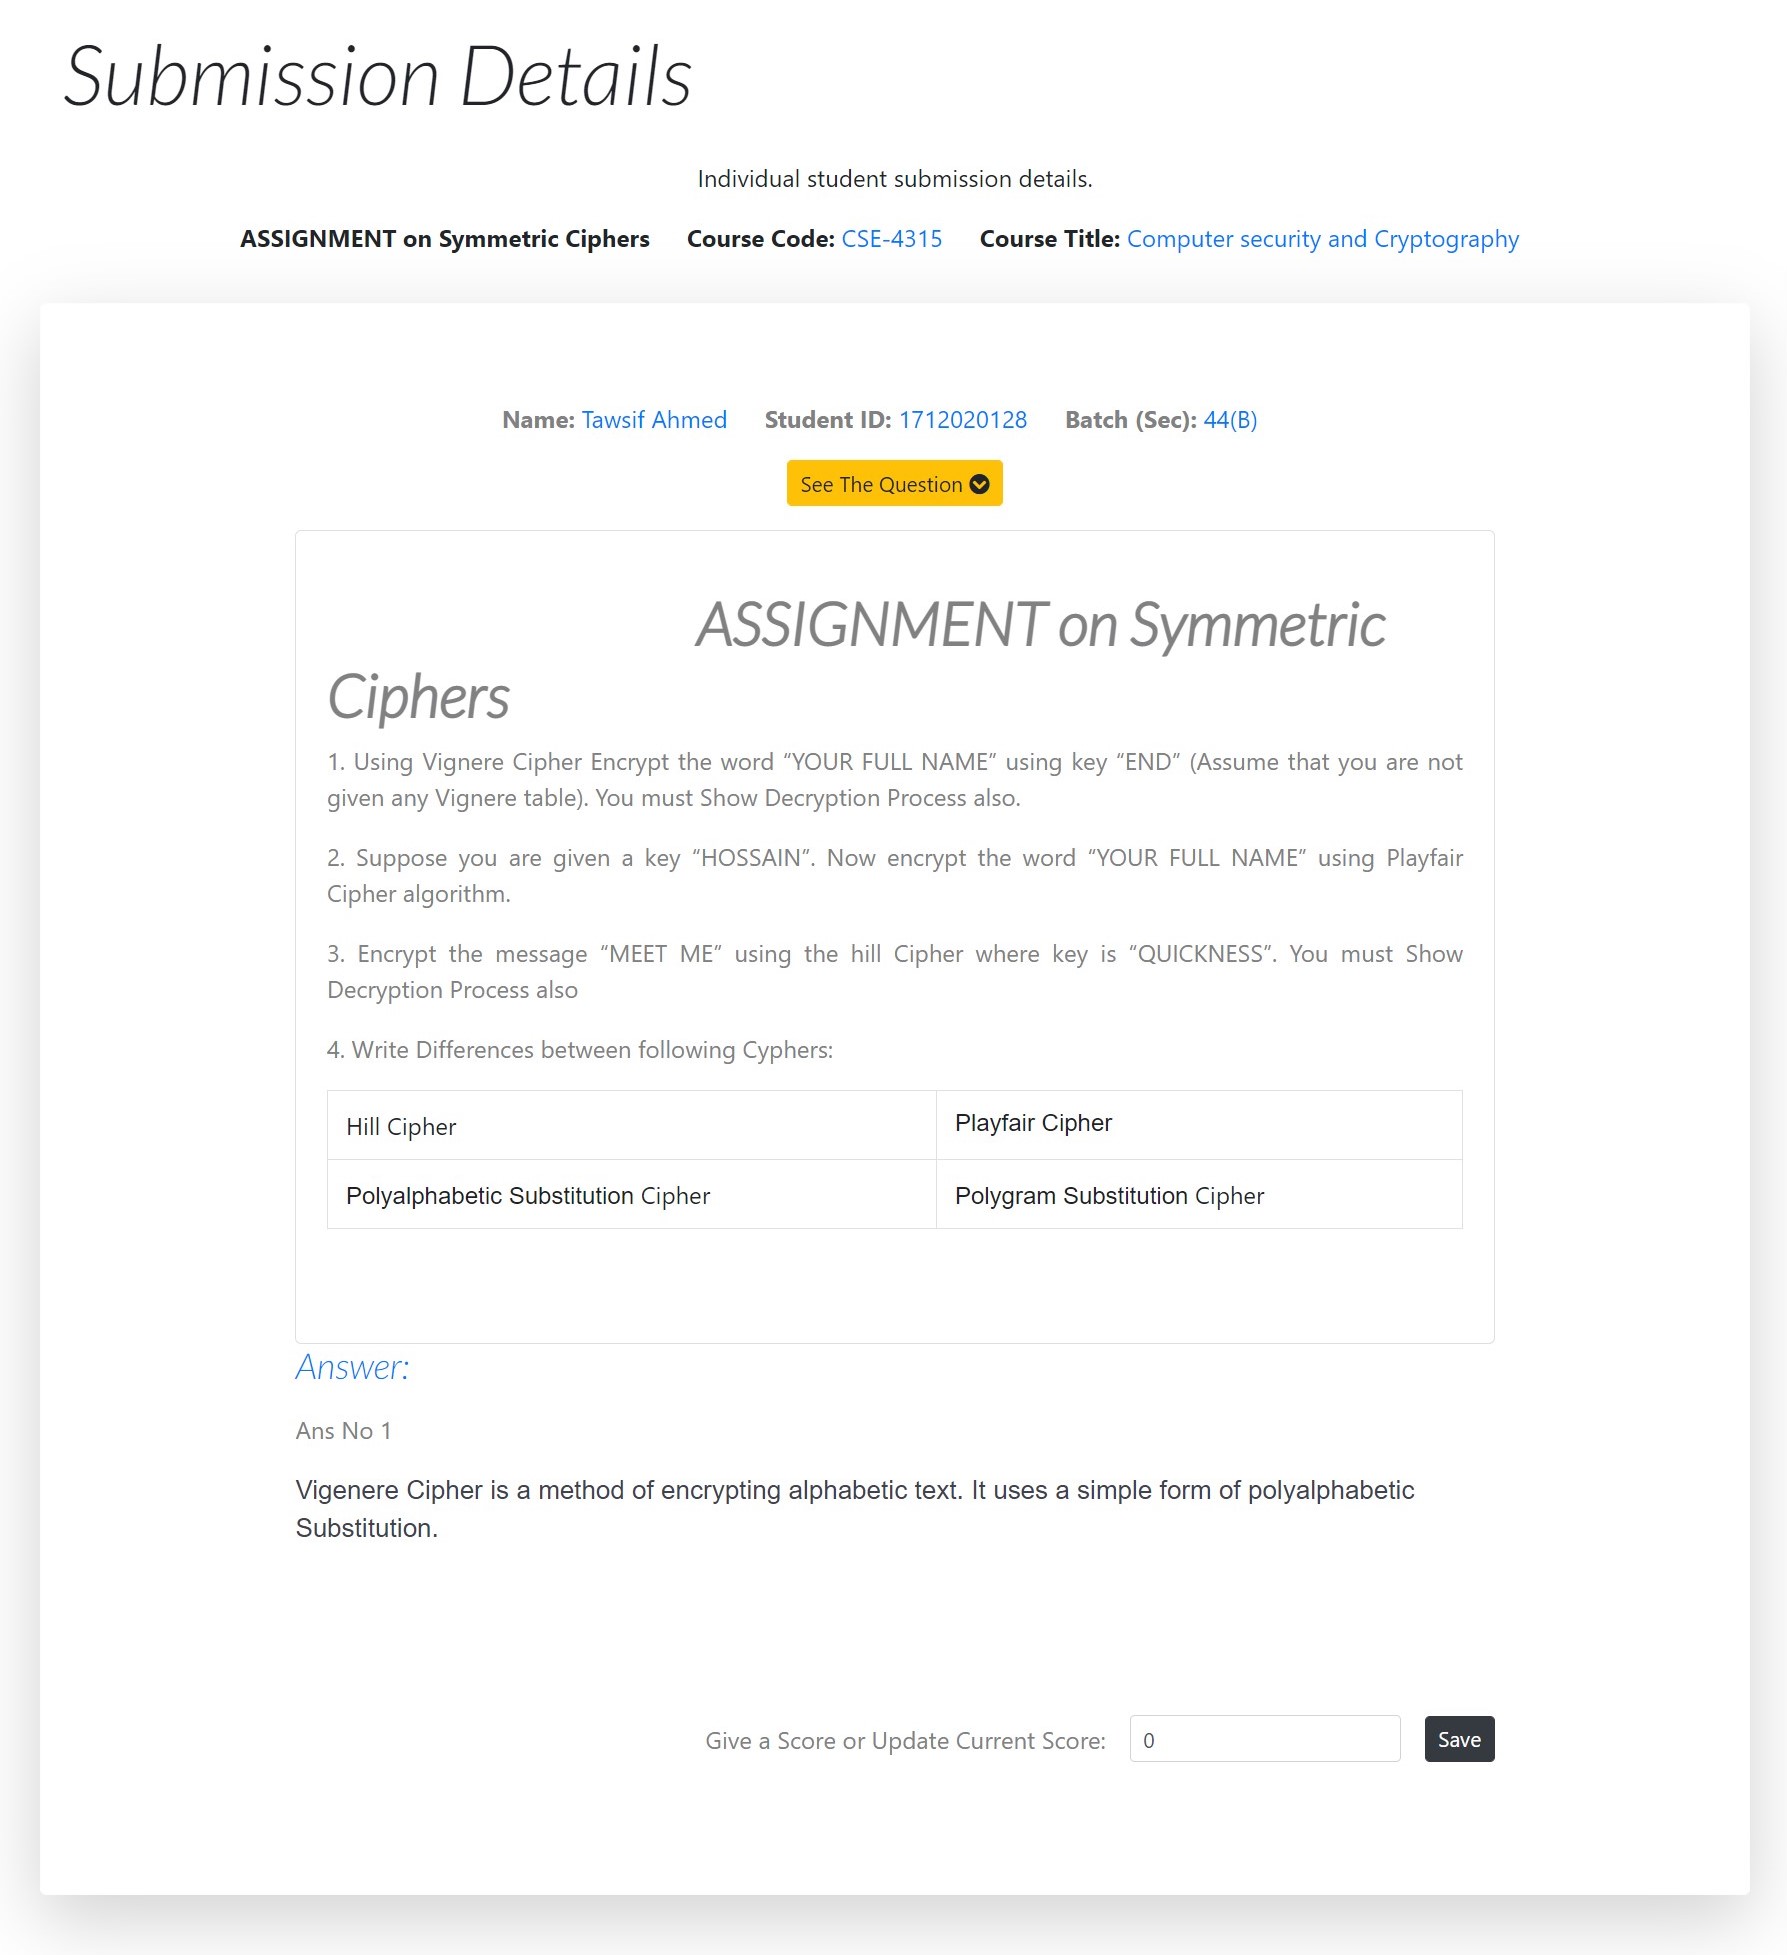 Submission Details
Individual student submission details.
ASSIGNMENT on Symmetric Ciphers Course Code: CSE-4315 Course Title: Computer security and Cryptography
Name: Tawsif Ahmed Student ID: 1712020128 Batch (Sec): 44(B)
See The Question
ASSIGNMENT on Symmetric
Ciphers
1. Using Vignere Cipher Encrypt the word “YOUR FULL NAME” using key “END” (Assume that you are not
given any Vignere table). You must Show Decryption Process also.
2. Suppose you are given a key “HOSSAIN”. Now encrypt the word “YOUR FULL NAME” using Playfair
Cipher algorithm.
3. Encrypt the message “MEET ME” using the hill Cipher where key is “QUICKNESS”. You must Show
Decryption Process also
4. Write Differences between following Cyphers:
Hill Cipher Playfair Cipher
Polyalphabetic Substitution Cipher Polygram Substitution Cipher
Answer:
Ans No 1
Vigenere Cipher is a method of encrypting alphabetic text. It uses a simple form of polyalphabetic
Substitution.
Give a Score or Update Current Score: 0 Save